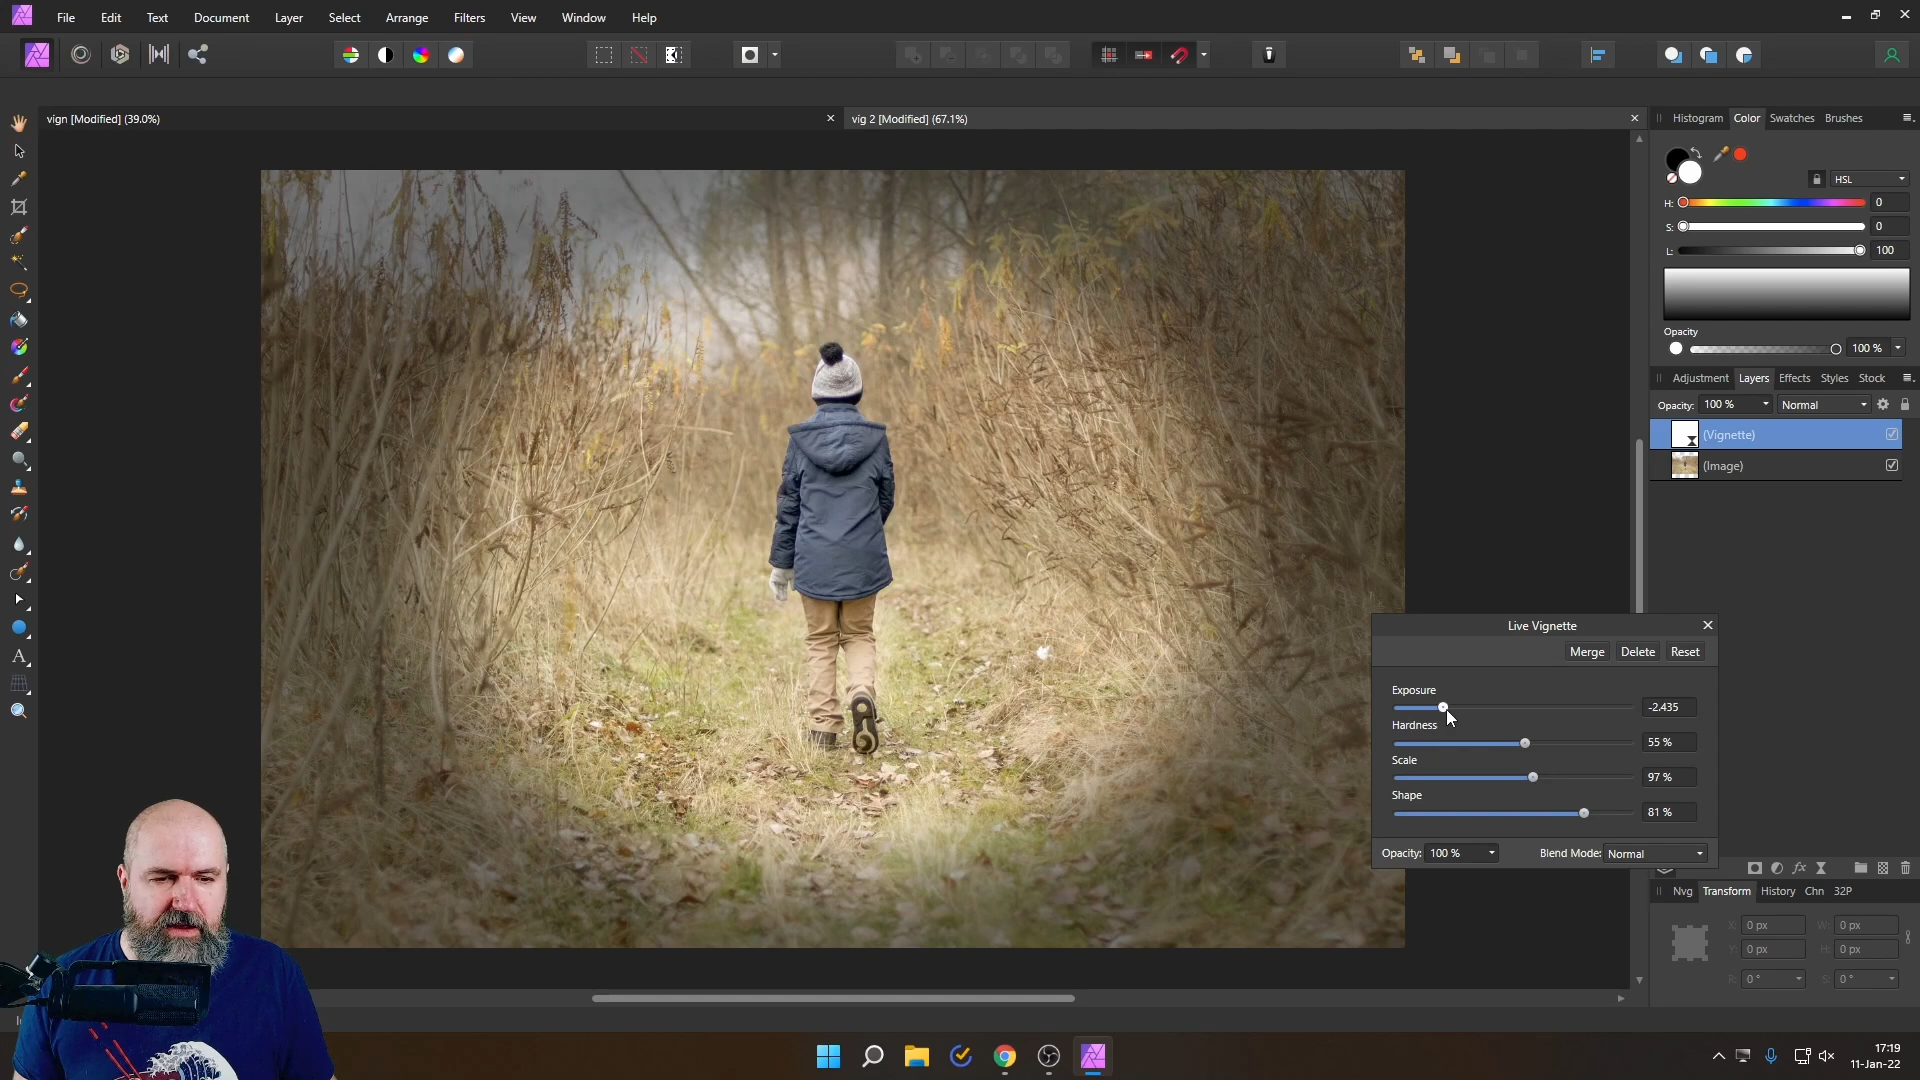 File Edit Text Document Layer Select Arrange Filters View Window Help
vign [Modified] (39.0%)
vig 2 [Modified] (67.1%)
Histogram Color Swatches Brushes
HSL
H: 0
S: 0
L: 100
Opacity
100 %
Adjustment Layers Effects Styles Stock
Opacity: 100 % Normal
(Vignette)
(Image)
Live Vignette
Merge Delete Reset
Exposure
-2.435
Hardness
55 %
Scale
97 %
Shape
81 %
Opacity: 100 % Blend Mode: Normal
fx
Nvg Transform History Chn 32P
X: 0 px W: 0 px
Y: 0 px H: 0 px
R: 0 ° S: 0 °
A
17:19
11-Jan-22